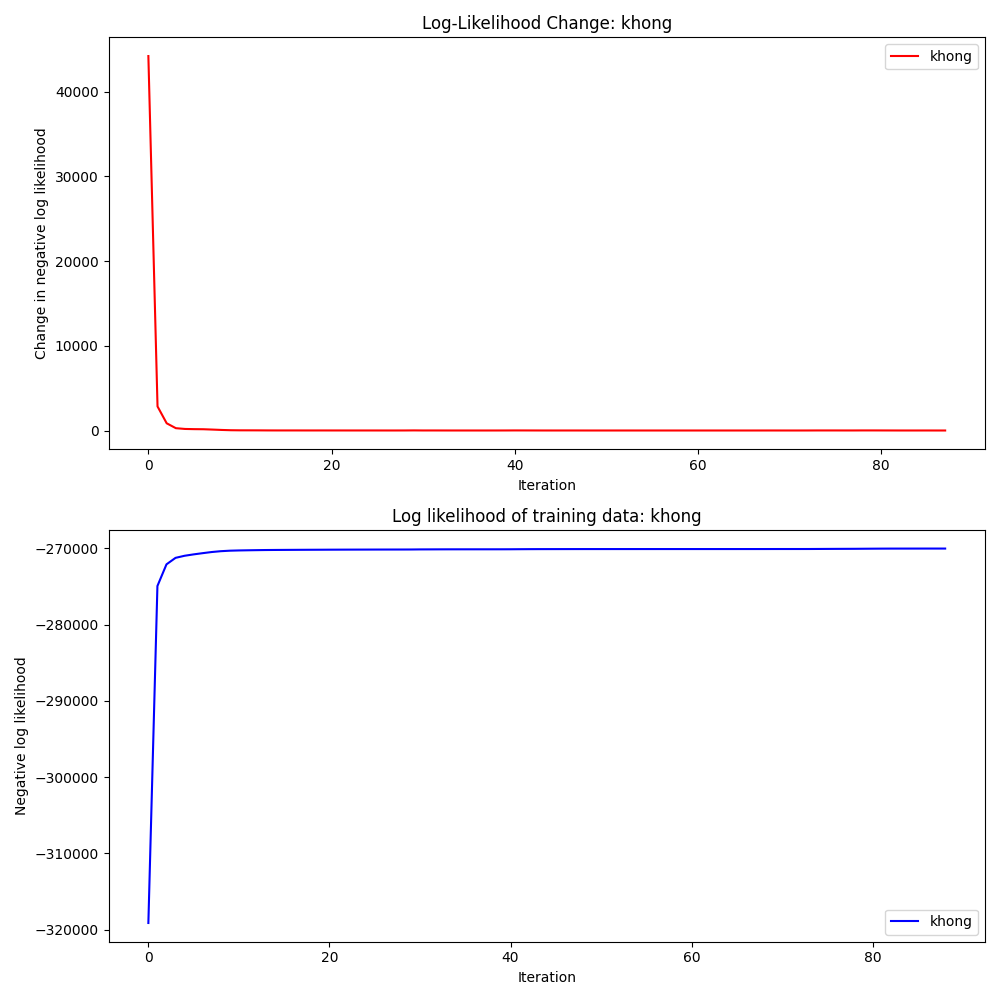 Log-Likelihood Change: khong
khong
Change in negative log likelihood
40000
30000
20000
10000
0
0 20 40 60 80
Iteration
Log likelihood of training data: khong
Negative log likelihood
−270000
−280000
−290000
−300000
−310000
−320000
khong
0 20 40 60 80
Iteration